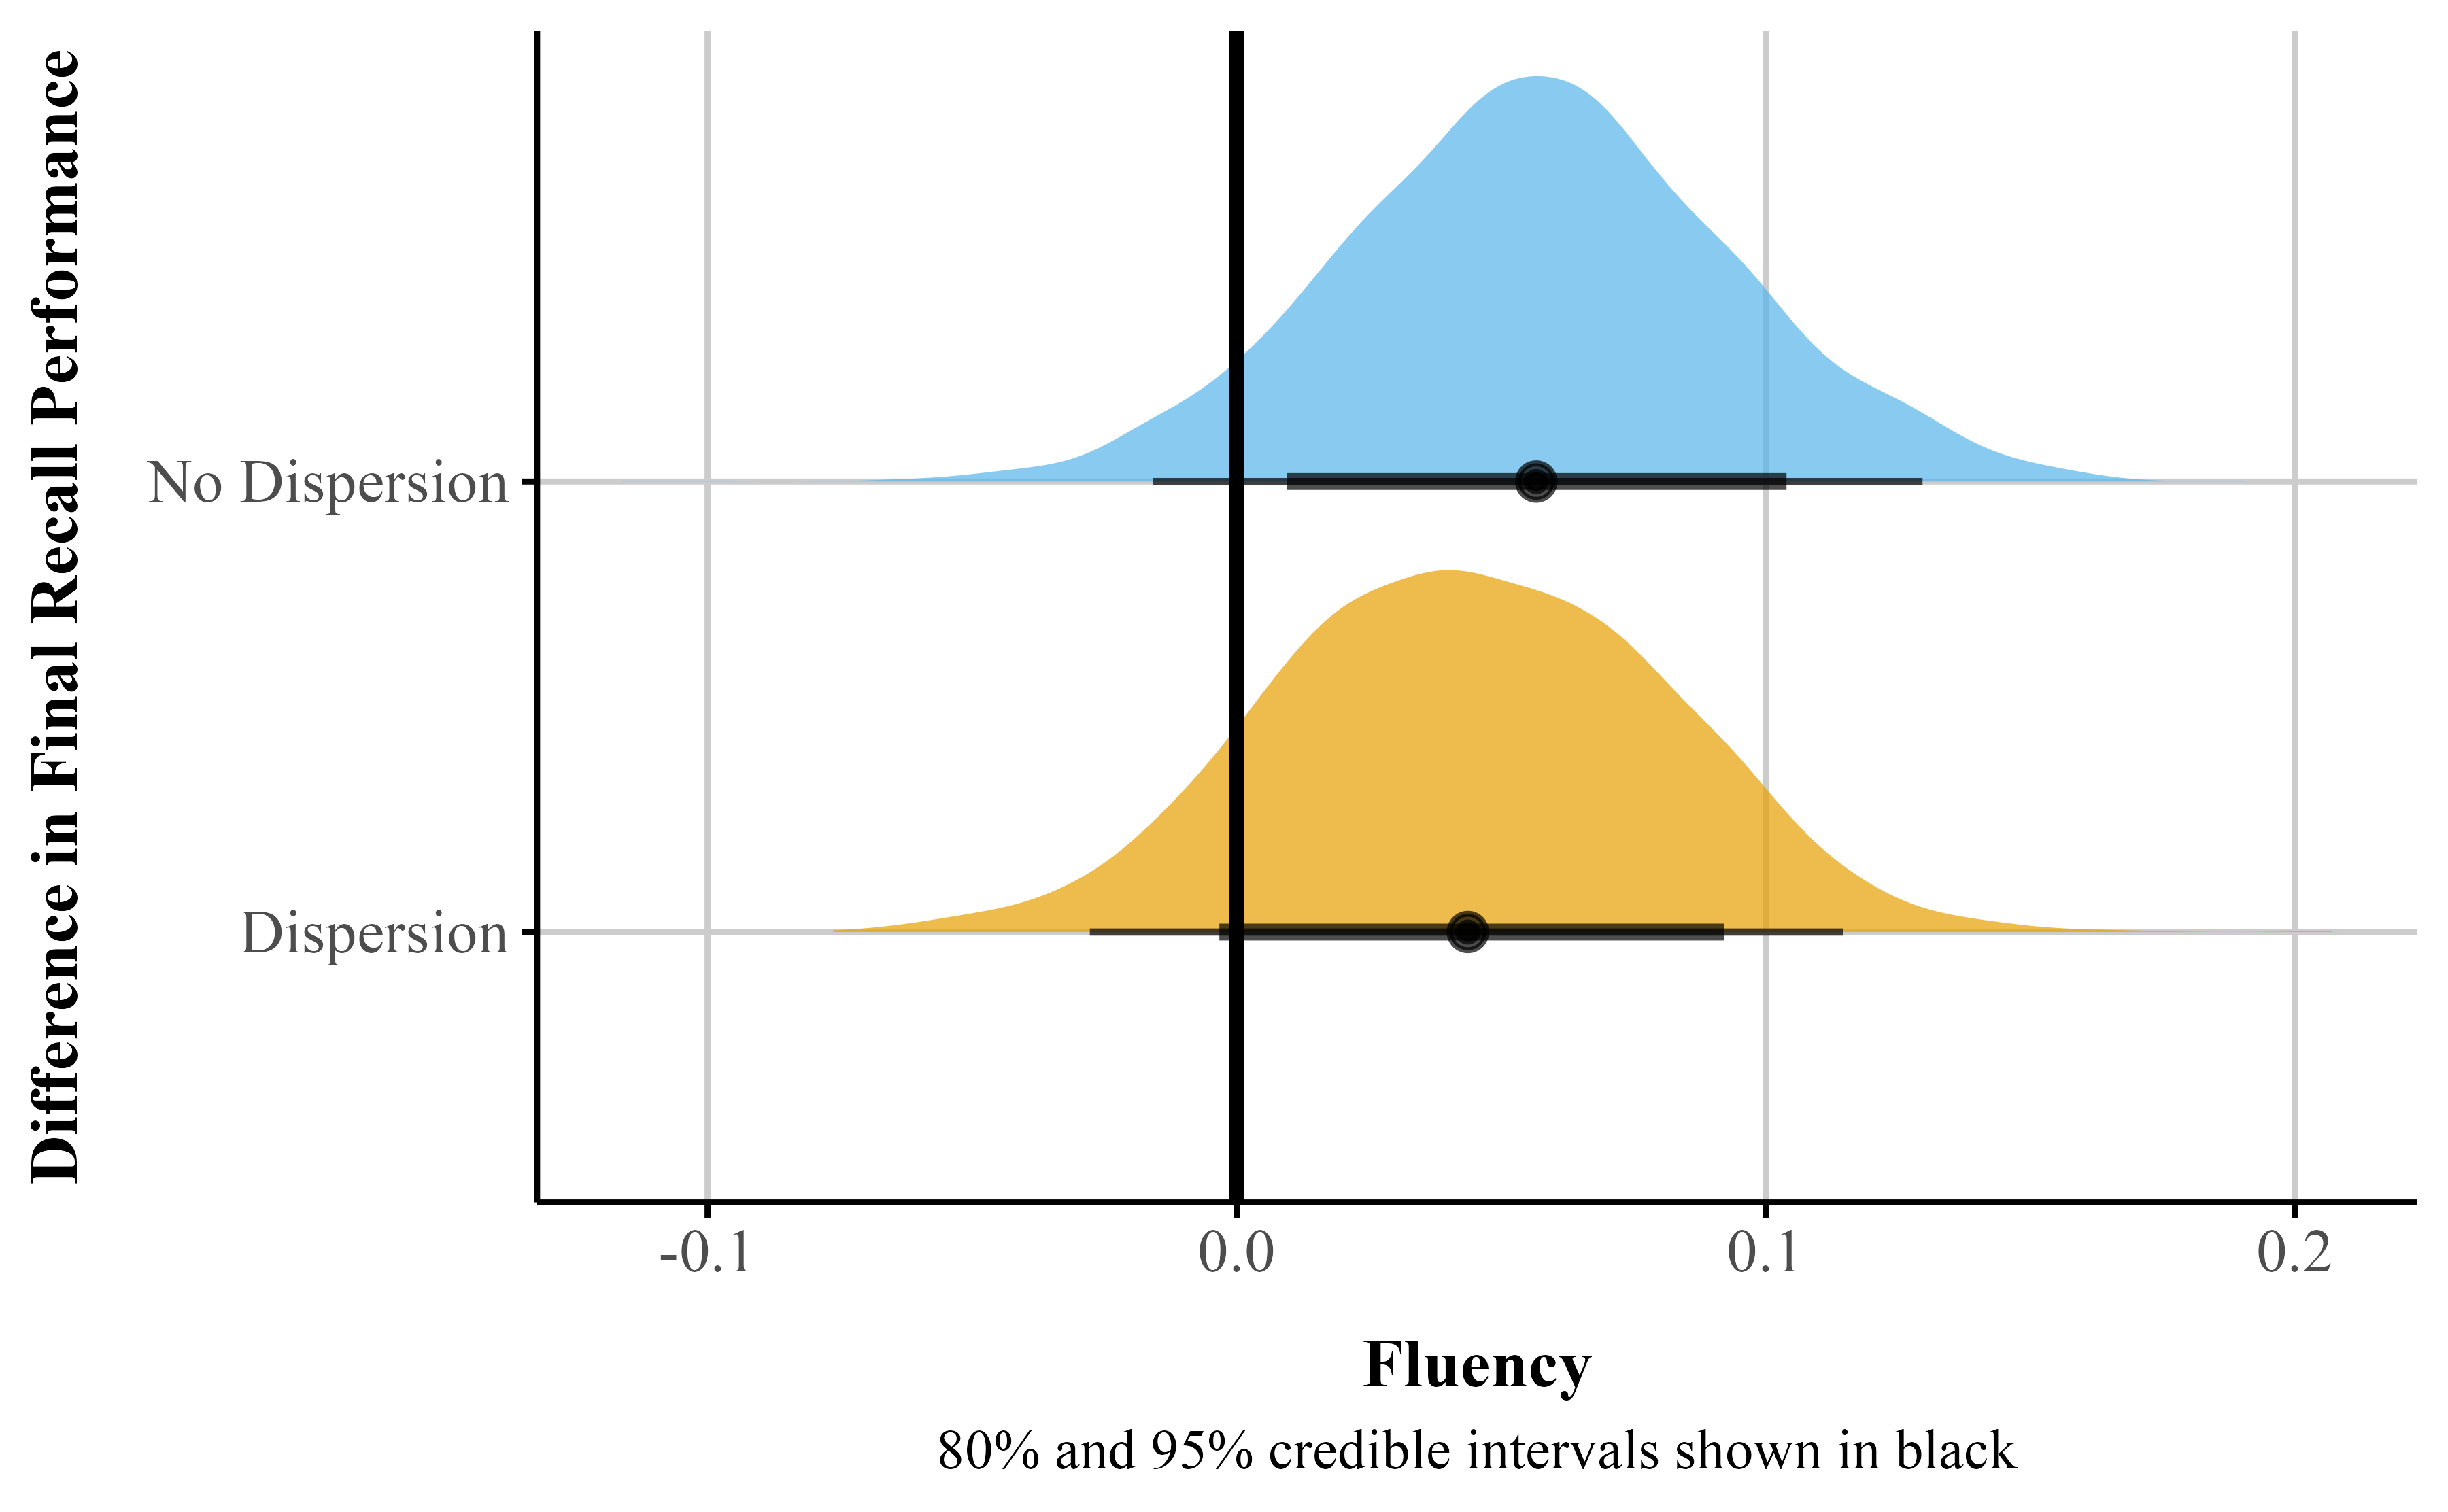 Difference in Final Recall Performance
No Dispersion
Dispersion
-0.1
0.0
0.1
0.2
Fluency
80% and 95% credible intervals shown in black